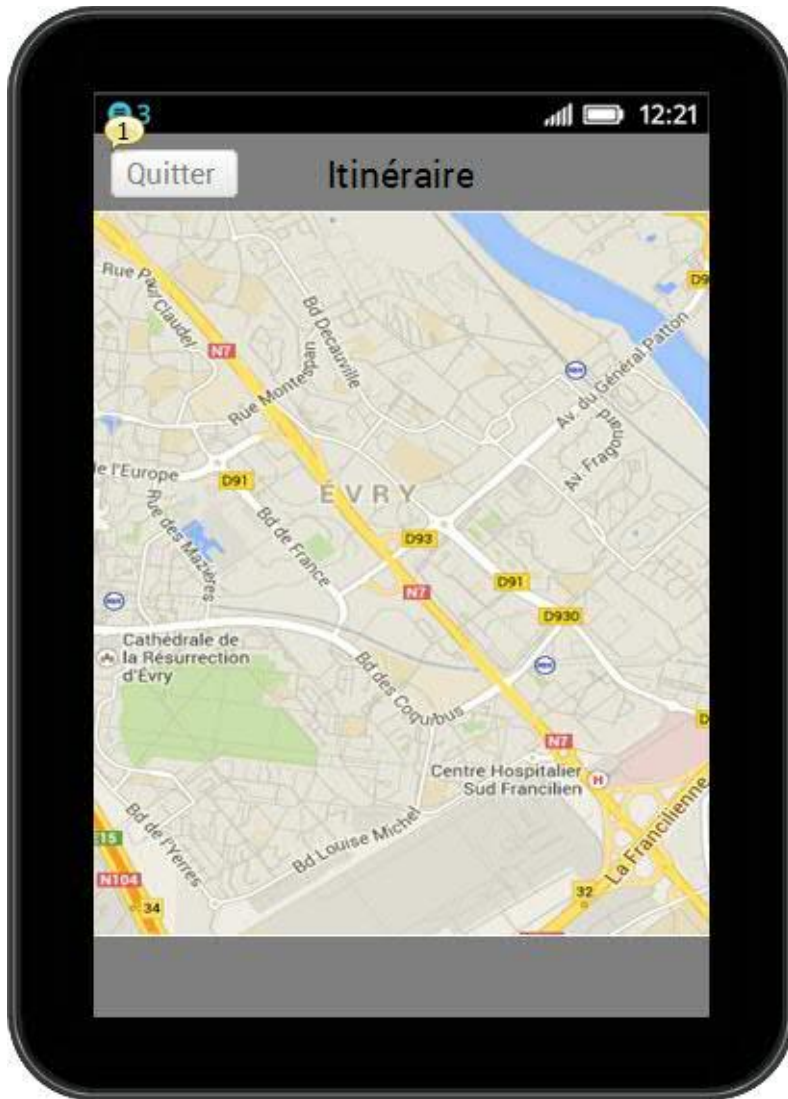 3
12:21
1
Quitter
Itinéraire
Rue Paul Claudel
N7
Bd Decauville
Rue Montespan
D9
Av. du Général Patton
Av. Fragonard
de l'Europe
D91
ÉVRY
Rue des Mazières
Bd de France
D93
N7
D91
D930
Cathédrale de
la Résurrection
d'Évry
Bd des Coquibus
D
N7
Centre Hospitalier
Sud Francilien
H
Bd de l'Yerres
Bd Louise Michel
La Francilienne
15
N104
34
32